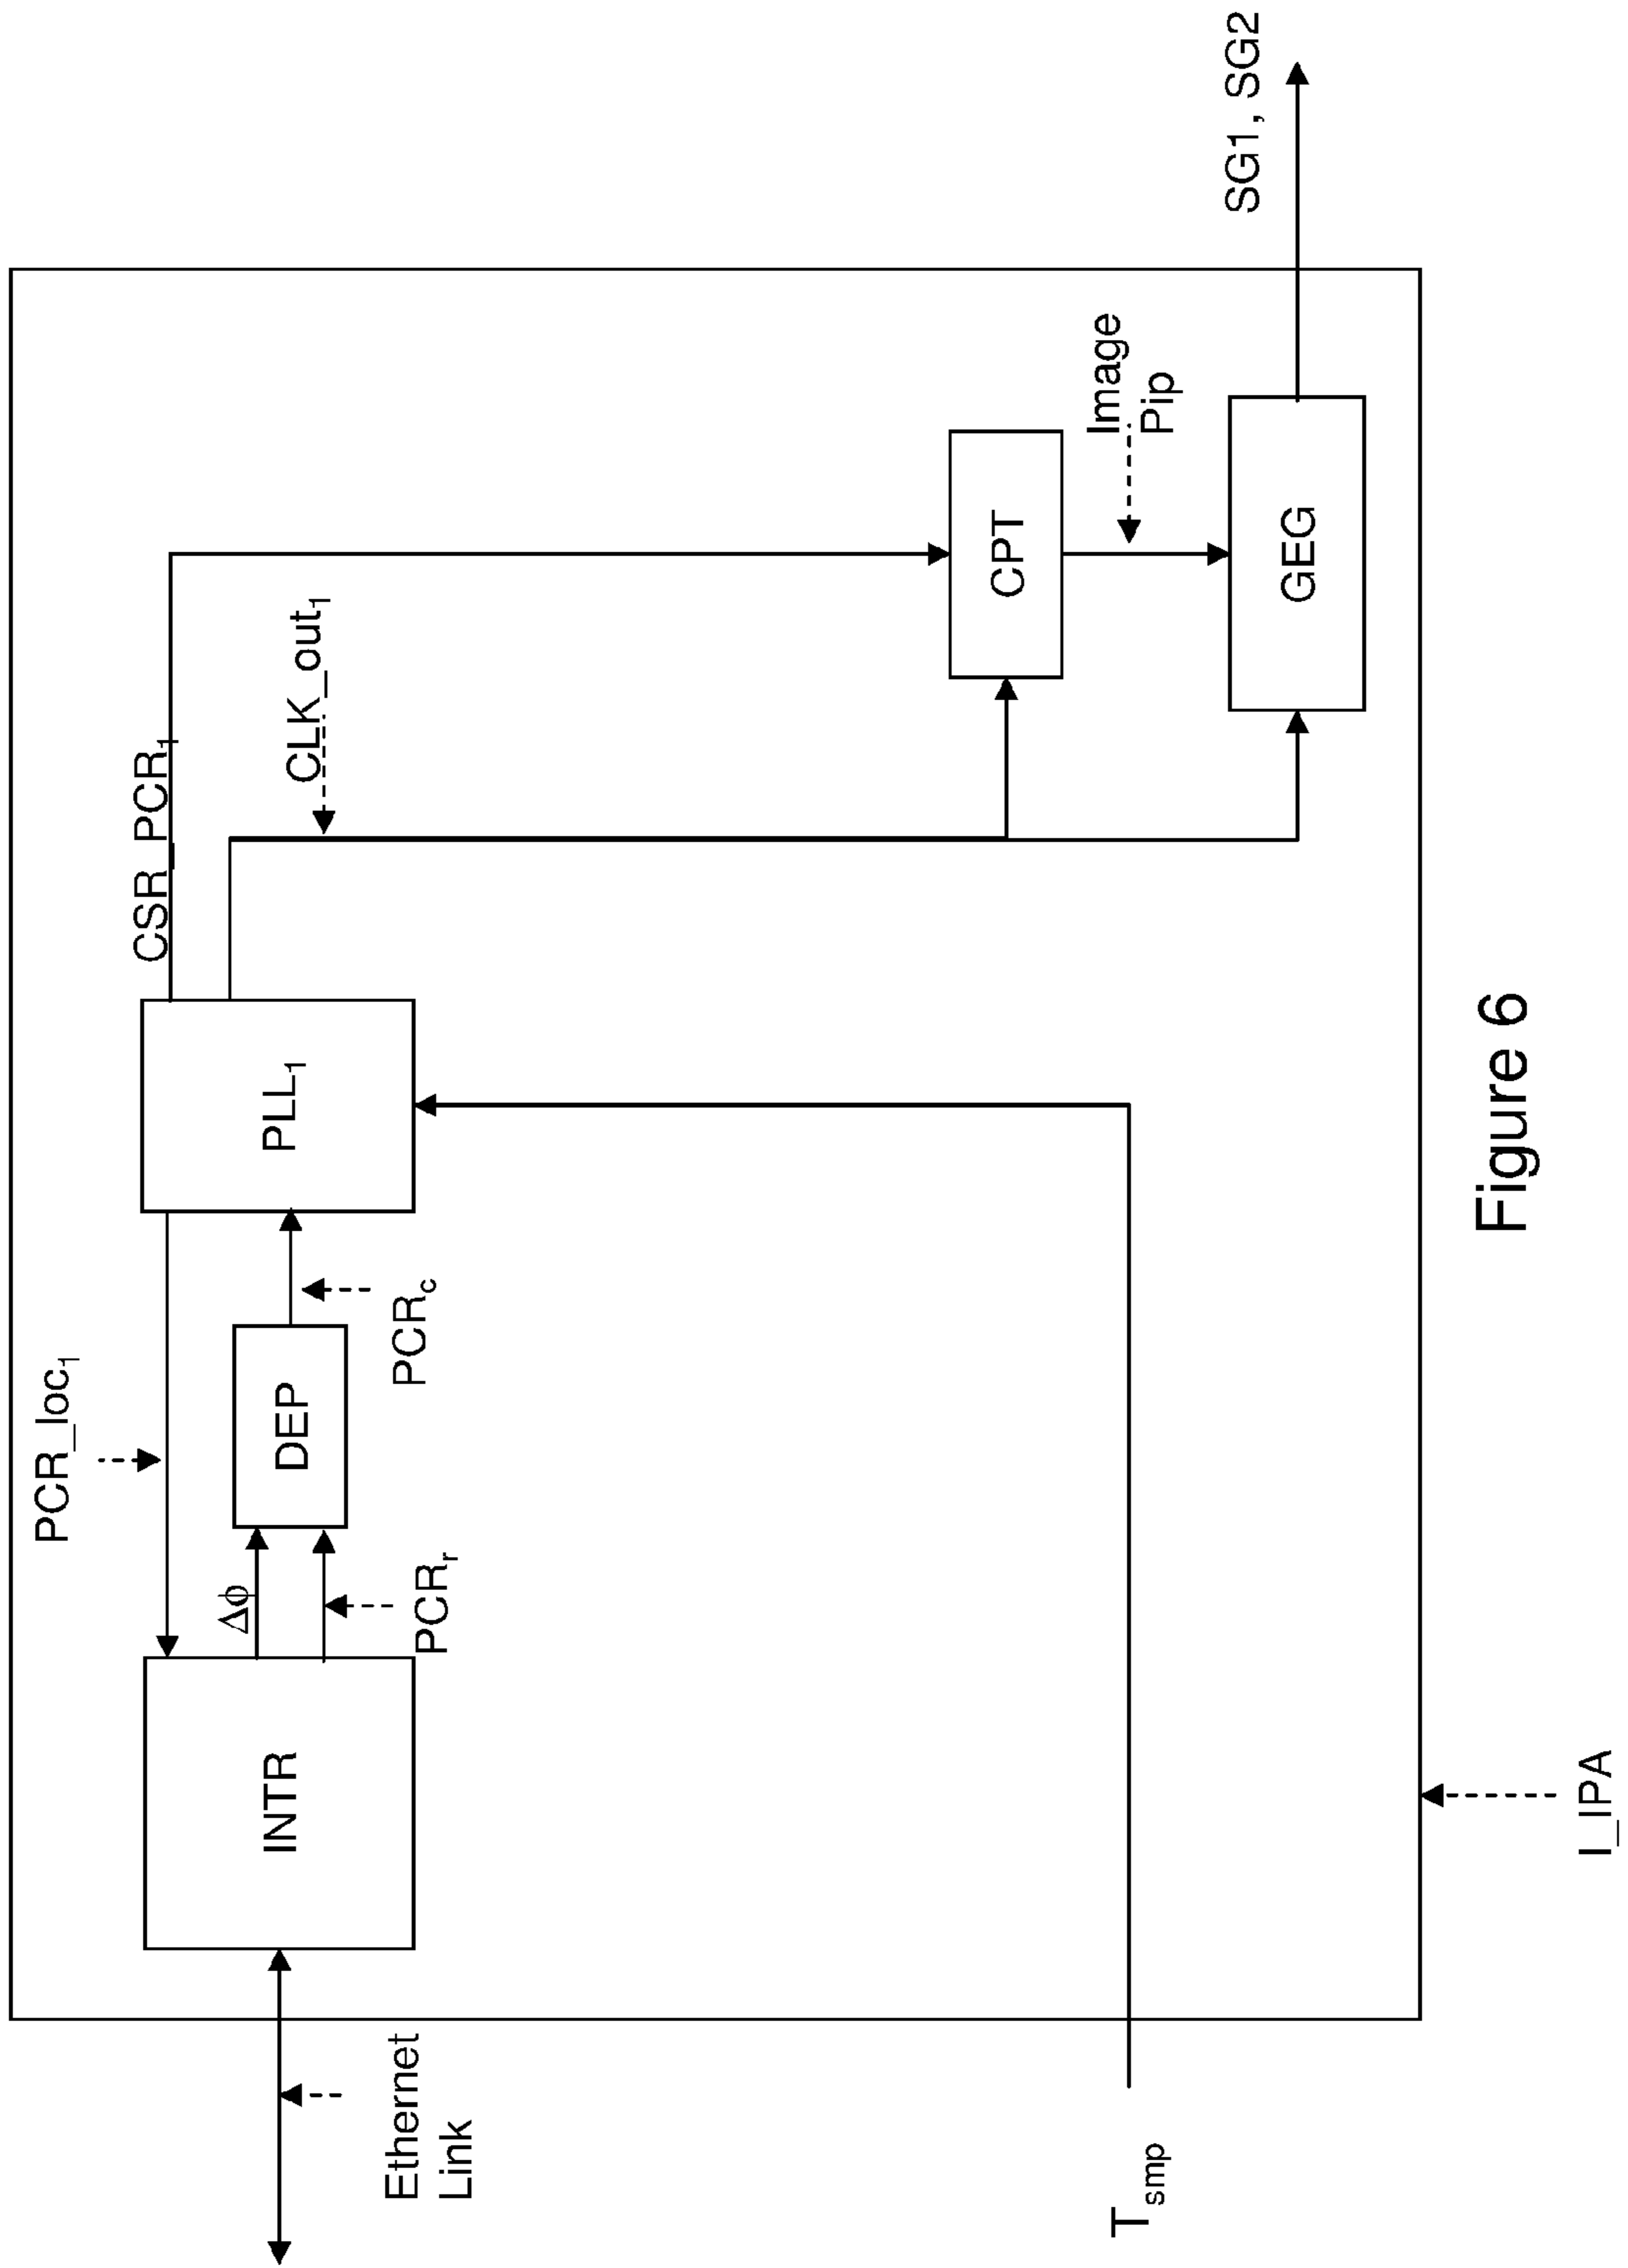 PCR_loc₁
CSR_PCR₁
Δϕ
CLK_out₁
INTR
DEP
PLL₁
PCRᵣ
PCR_c
Ethernet
Link
CPT
Image
Pip
SG1, SG2
GEG
Tₛₘₚ
I_IPA
Figure 6